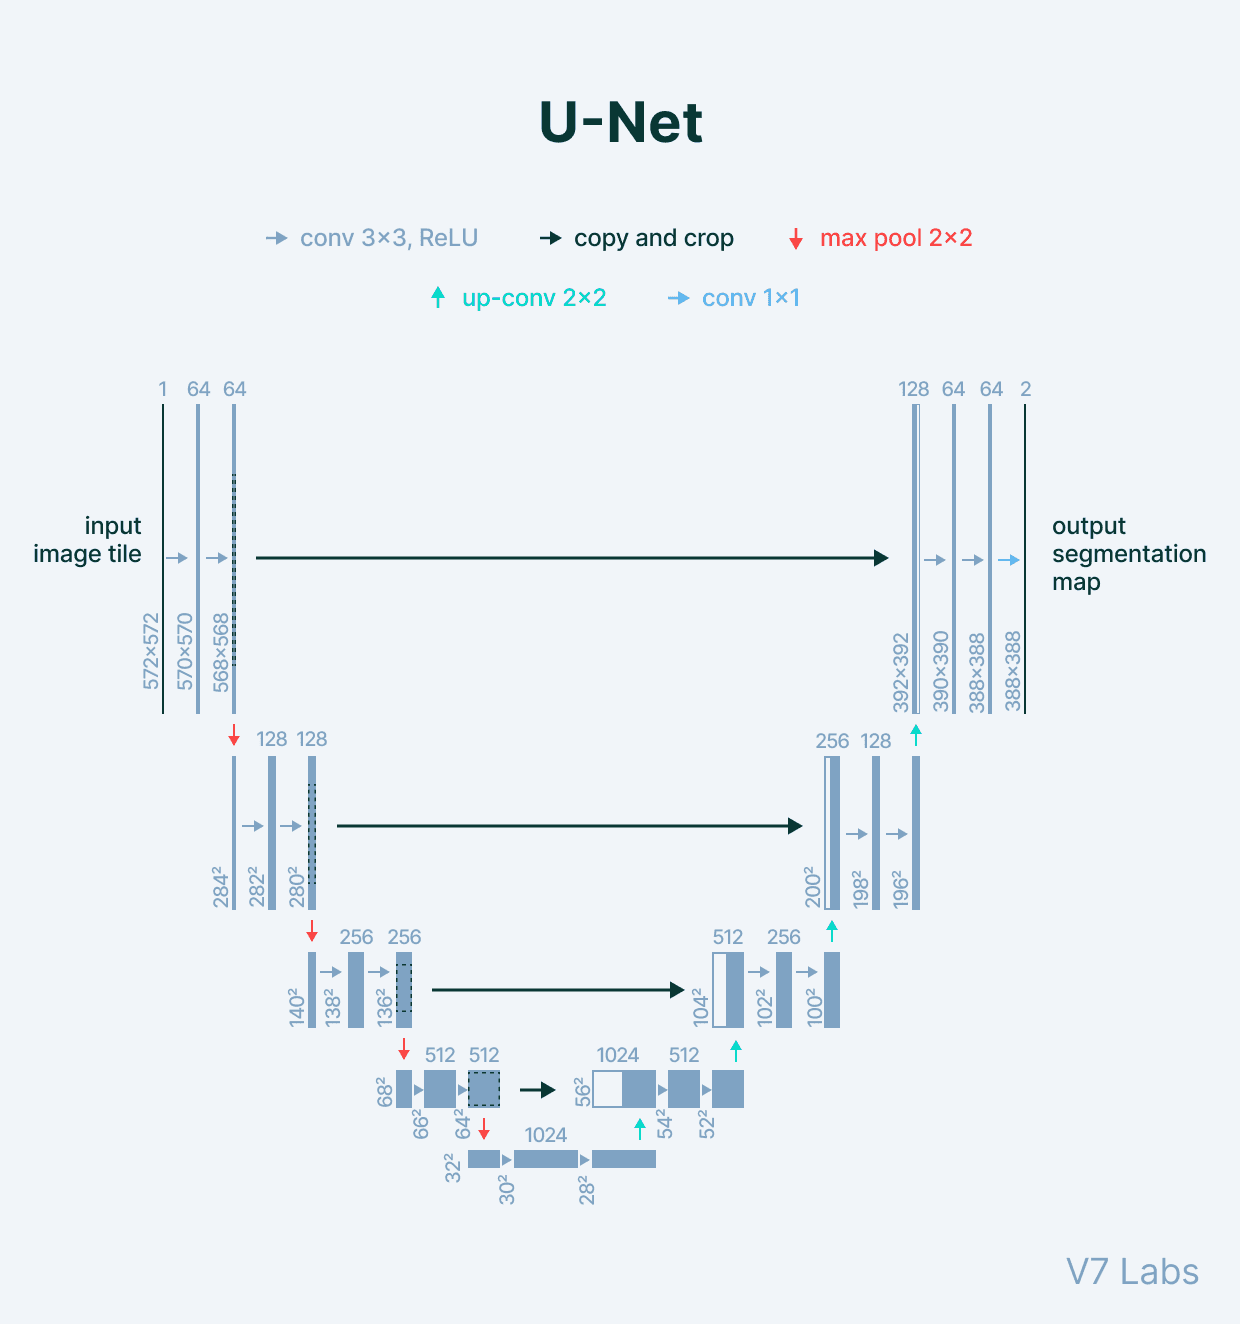 U-Net
conv 3×3, ReLU
copy and crop
max pool 2×2
up-conv 2×2
conv 1×1
1 64 64
128 64 64 2
input
image tile
output
segmentation
map
572×572
570×570
568×568
392×392
390×390
388×388
388×388
128 128
256 128
284²
282²
280²
200²
198²
196²
256 256
512 256
140²
138²
136²
104²
102²
100²
512 512
1024 512
68²
66²
64²
56²
54²
52²
1024
32²
30²
28²
V7 Labs